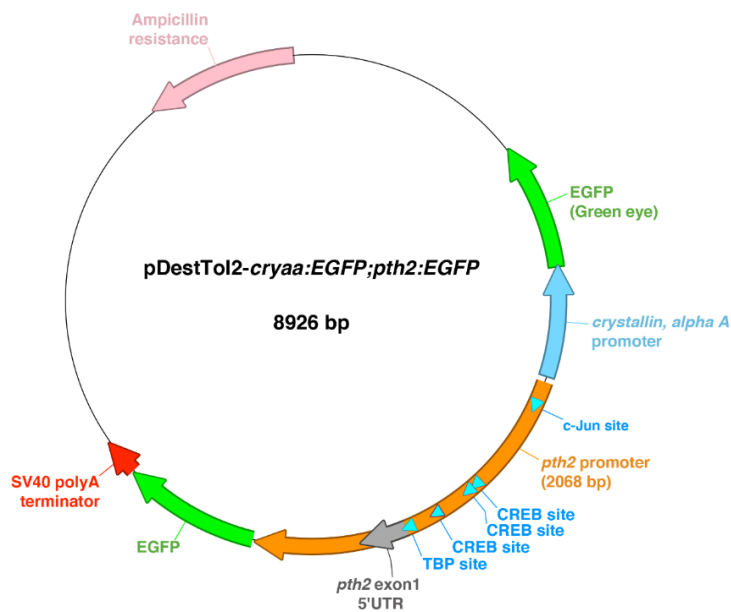 Ampicillin
resistance
EGFP
(Green eye)
pDestTol2-cryaa:EGFP;pth2:EGFP
8926 bp
crystallin, alpha A
promoter
c-Jun site
pth2 promoter
(2068 bp)
SV40 polyA
terminator
CREB site
CREB site
CREB site
TBP site
EGFP
pth2 exon1
5'UTR